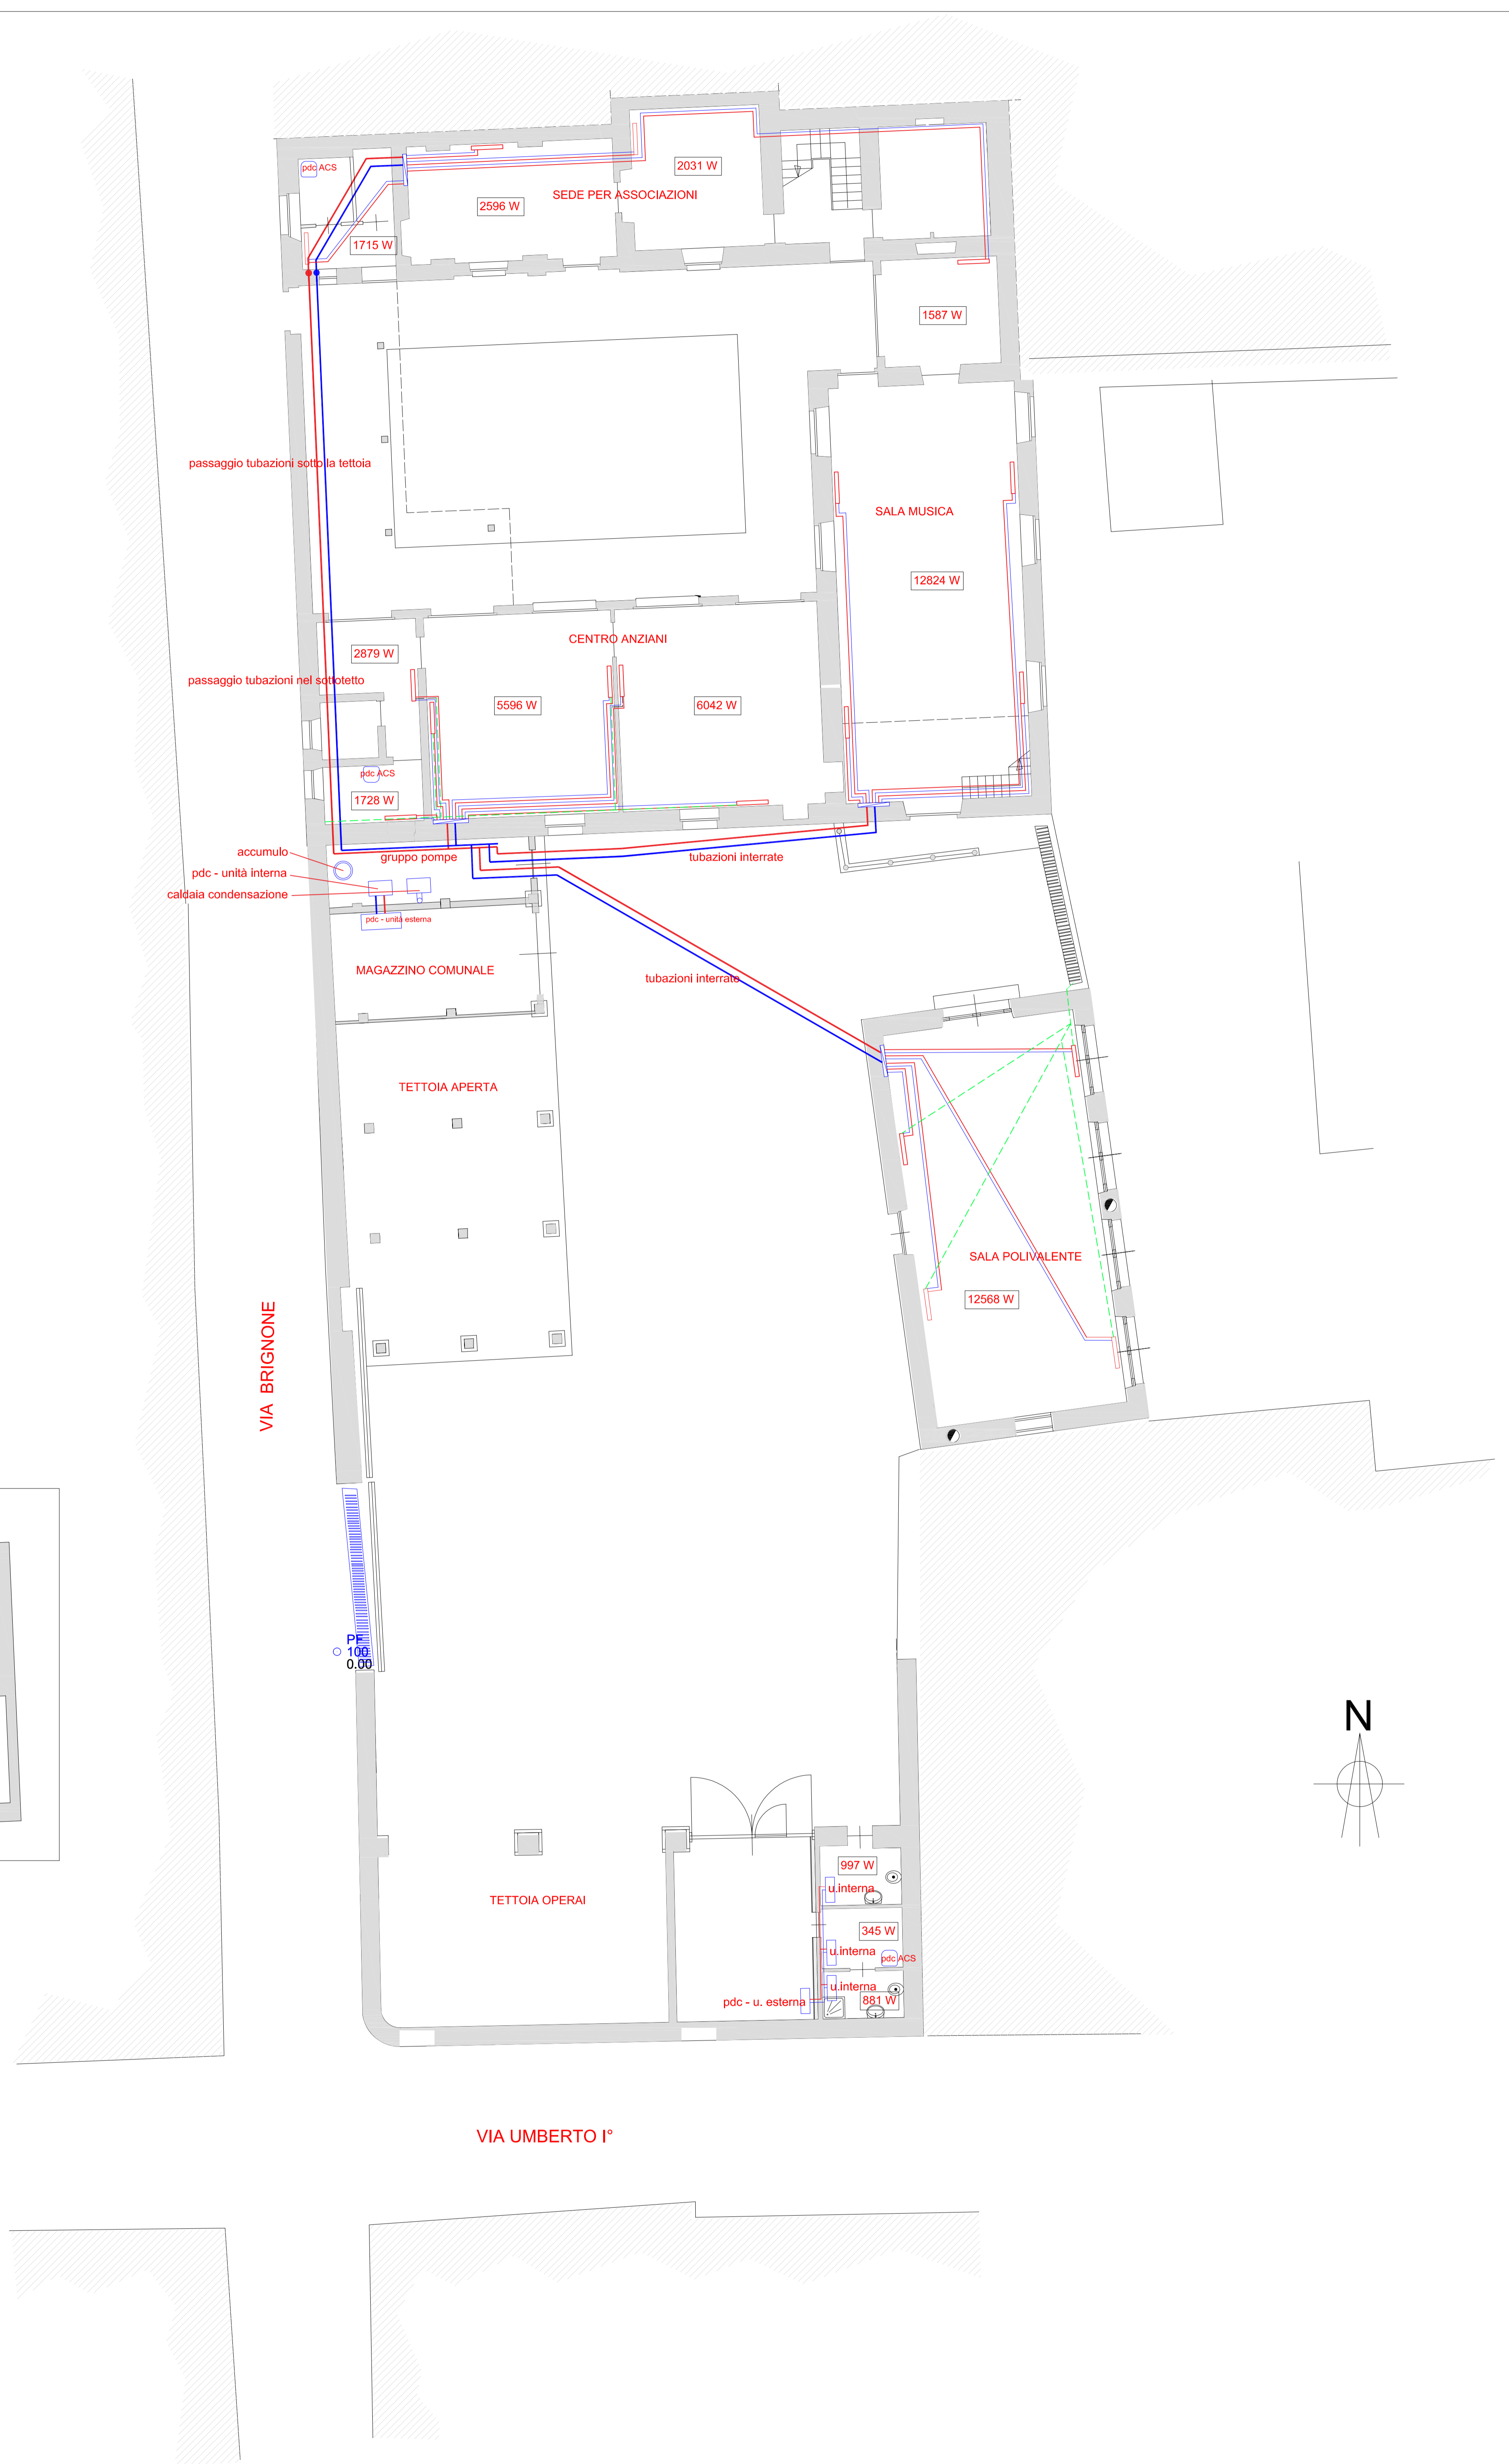 pdc ACS
2031 W
SEDE PER ASSOCIAZIONI
2596 W
1715 W
1587 W
passaggio tubazioni sotto la tettoia
SALA MUSICA
12824 W
CENTRO ANZIANI
2879 W
passaggio tubazioni nel sottotetto
5596 W
6042 W
pdc ACS
1728 W
accumulo
gruppo pompe
tubazioni interrate
pdc - unità interna
caldaia condensazione
pdc - unità esterna
MAGAZZINO COMUNALE
tubazioni interrate
TETTOIA APERTA
SALA POLIVALENTE
12568 W
VIA BRIGNONE
PF
100
0.00
N
997 W
u.interna
TETTOIA OPERAI
345 W
u.interna
pdc ACS
u.interna
881 W
pdc - u. esterna
VIA UMBERTO I°